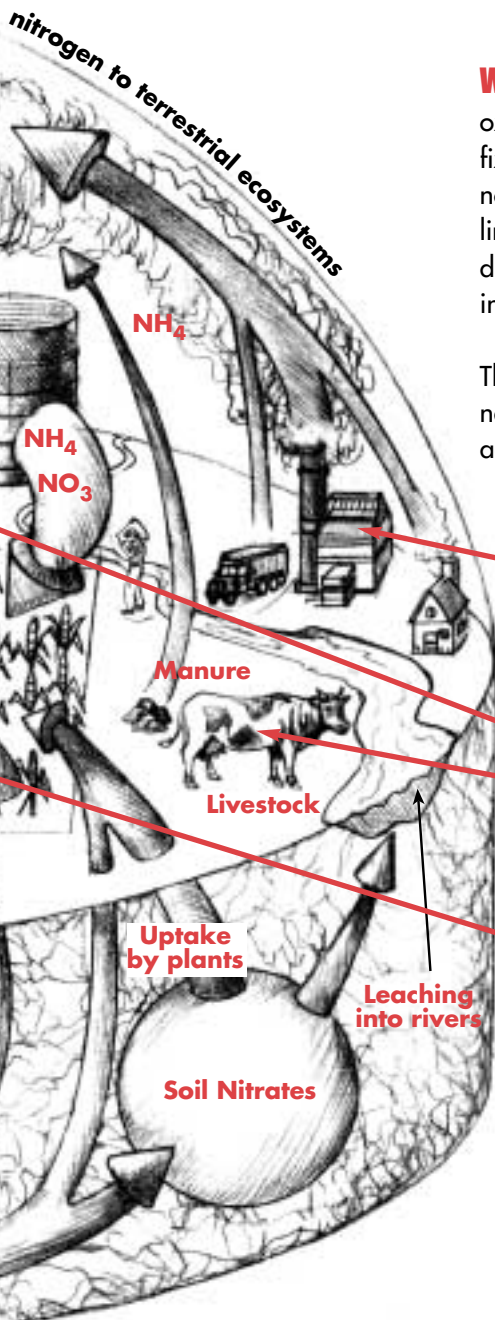 nitrogen to terrestrial ecosystems
NH4
NH4
NO3
Manure
Livestock
Uptake
by plants
Leaching
into rivers
Soil Nitrates